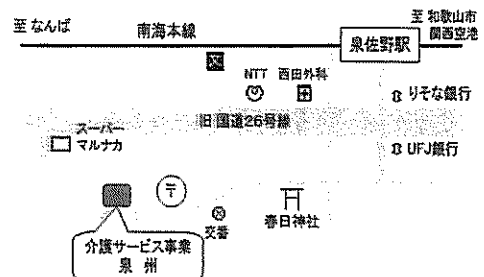 至 なんば
南海本線
泉佐野駅
至 和歌山市
関西空港
NTT
西田外科
りそな銀行
旧 国道26号線
スーパー
マルナカ
UFJ銀行
〒
交番
春日神社
介護サービス事業
泉 州